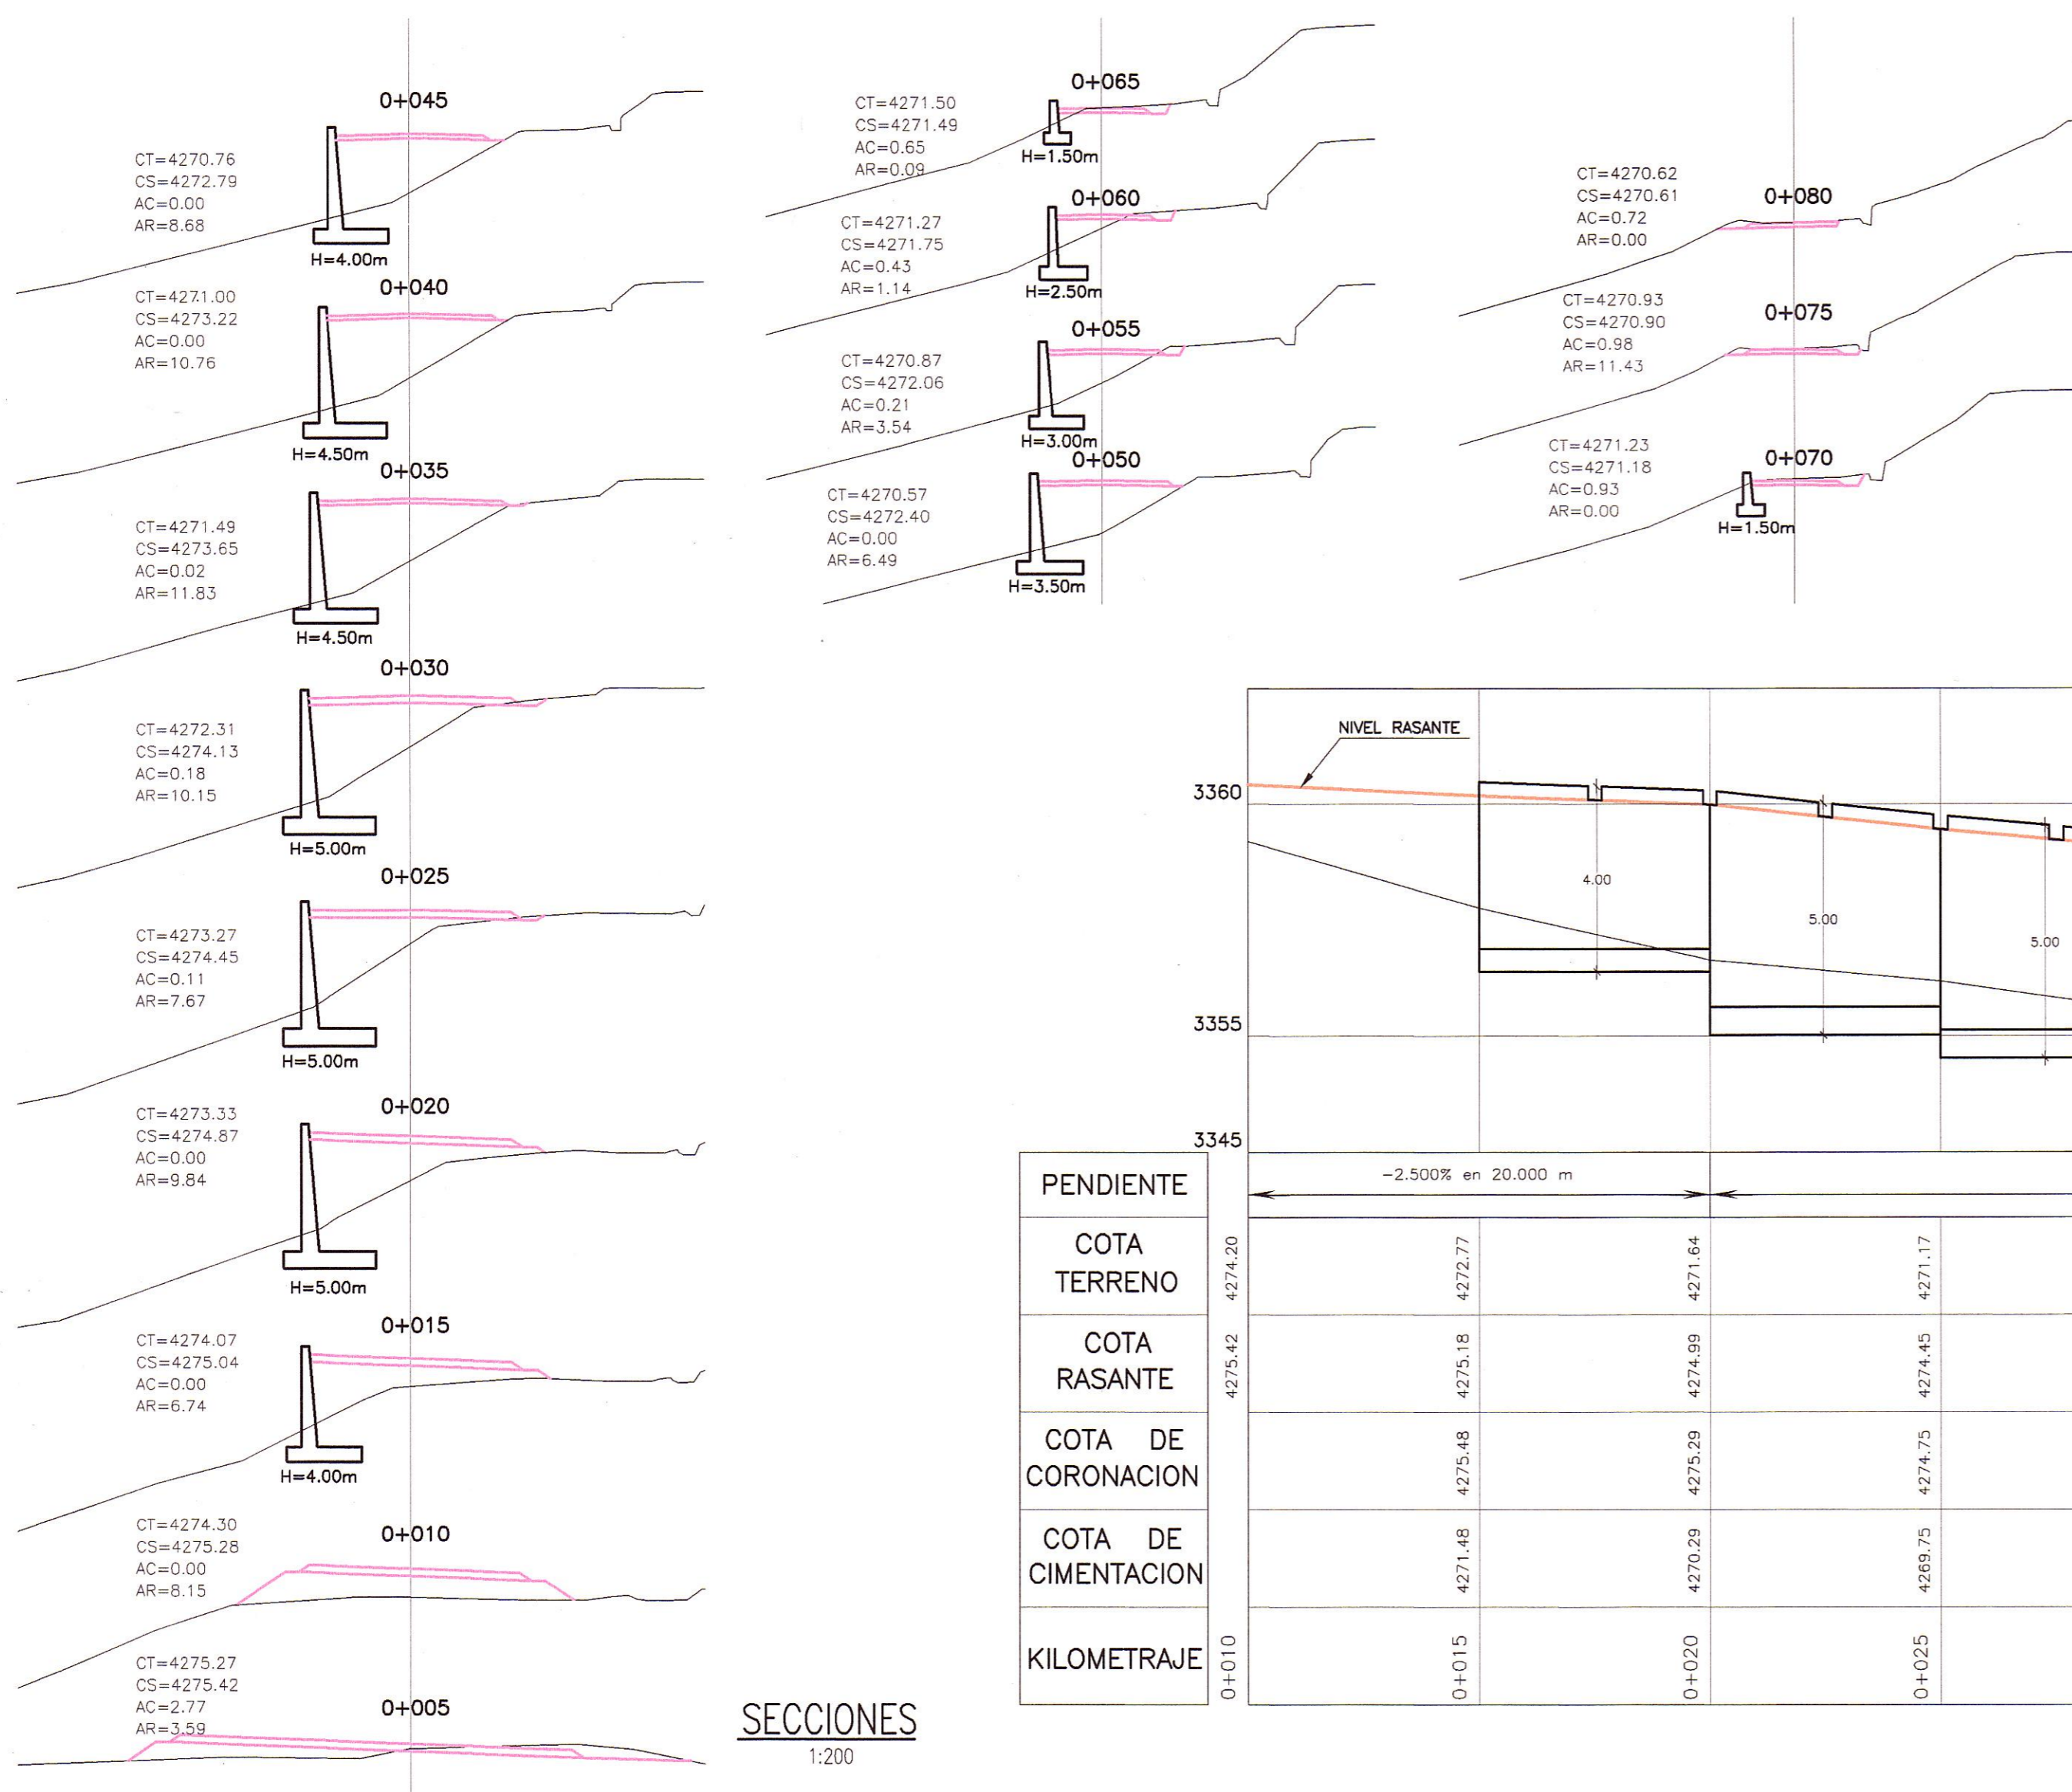 0+045
CT=4270.76
CS=4272.79
AC=0.00
AR=8.68
H=4.00m
0+040
CT=4271.00
CS=4273.22
AC=0.00
AR=10.76
H=4.50m
0+035
CT=4271.49
CS=4273.65
AC=0.02
AR=11.83
H=4.50m
0+030
CT=4272.31
CS=4274.13
AC=0.18
AR=10.15
H=5.00m
0+025
CT=4273.27
CS=4274.45
AC=0.11
AR=7.67
H=5.00m
0+020
CT=4273.33
CS=4274.87
AC=0.00
AR=9.84
H=5.00m
0+015
CT=4274.07
CS=4275.04
AC=0.00
AR=6.74
H=4.00m
0+010
CT=4274.30
CS=4275.28
AC=0.00
AR=8.15
0+005
CT=4275.27
CS=4275.42
AC=2.77
AR=3.59
SECCIONES
1:200
0+065
CT=4271.50
CS=4271.49
AC=0.65
AR=0.09
H=1.50m
0+060
CT=4271.27
CS=4271.75
AC=0.43
AR=1.14
H=2.50m
0+055
CT=4270.87
CS=4272.06
AC=0.21
AR=3.54
H=3.00m
0+050
CT=4270.57
CS=4272.40
AC=0.00
AR=6.49
H=3.50m
0+080
CT=4270.62
CS=4270.61
AC=0.72
AR=0.00
0+075
CT=4270.93
CS=4270.90
AC=0.98
AR=11.43
0+070
CT=4271.23
CS=4271.18
AC=0.93
AR=0.00
H=1.50m
NIVEL RASANTE
3360
4.00
5.00
5.00
3355
3345
PENDIENTE
-2.500% en 20.000 m
COTA
TERRENO
4274.20
4272.77
4271.64
4271.17
COTA
RASANTE
4275.42
4275.18
4274.99
4274.45
COTA DE
CORONACION
4275.48
4275.29
4274.75
COTA DE
CIMENTACION
4271.48
4270.29
4269.75
KILOMETRAJE
0+010
0+015
0+020
0+025